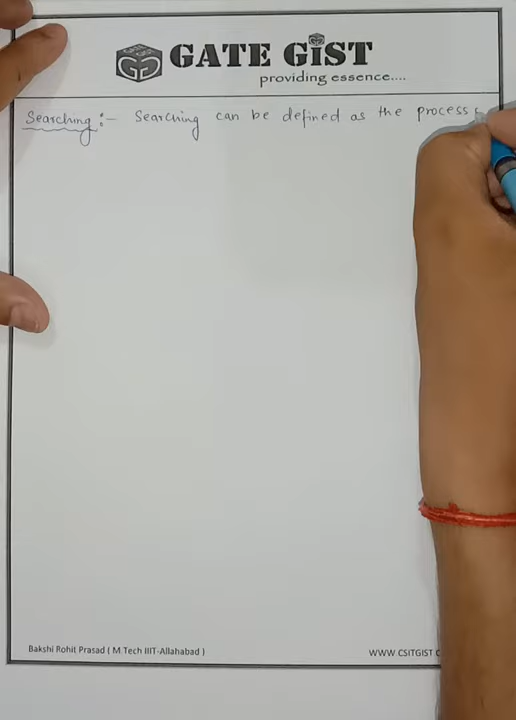 GATE GiST
providing essence....
Searching :- Searching can be defined as the process
Bakshi Rohit Prasad ( M Tech IIIT-Allahabad )
WWW CSITGIST